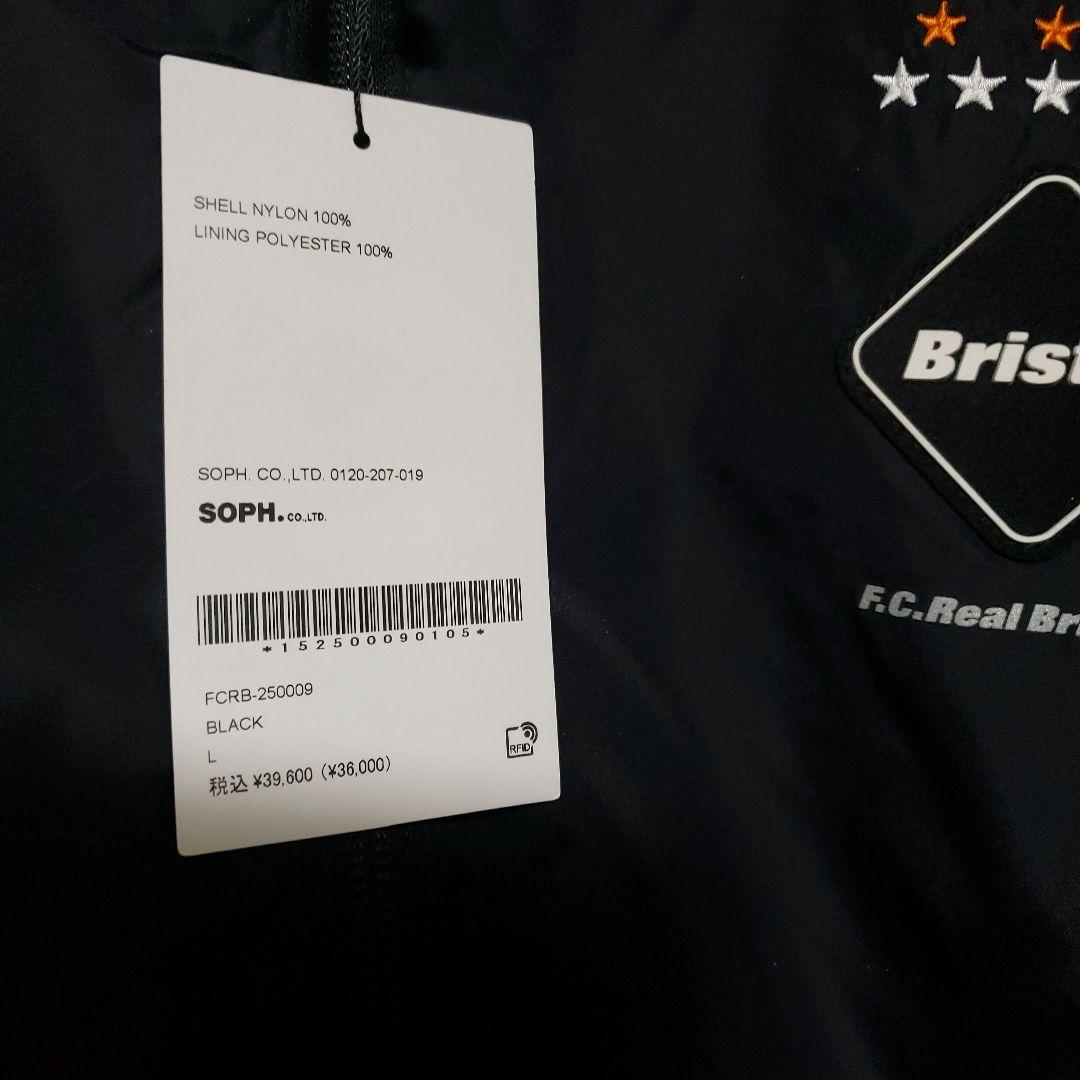 SHELL NYLON 100%
LINING POLYESTER 100%
SOPH. CO.,LTD. 0120-207-019
SOPH. CO.,LTD.
*152500090105*
FCRB-250009
BLACK
L
税込 ¥39,600 (¥36,000)
RFID
Brist
F.C.Real Bri